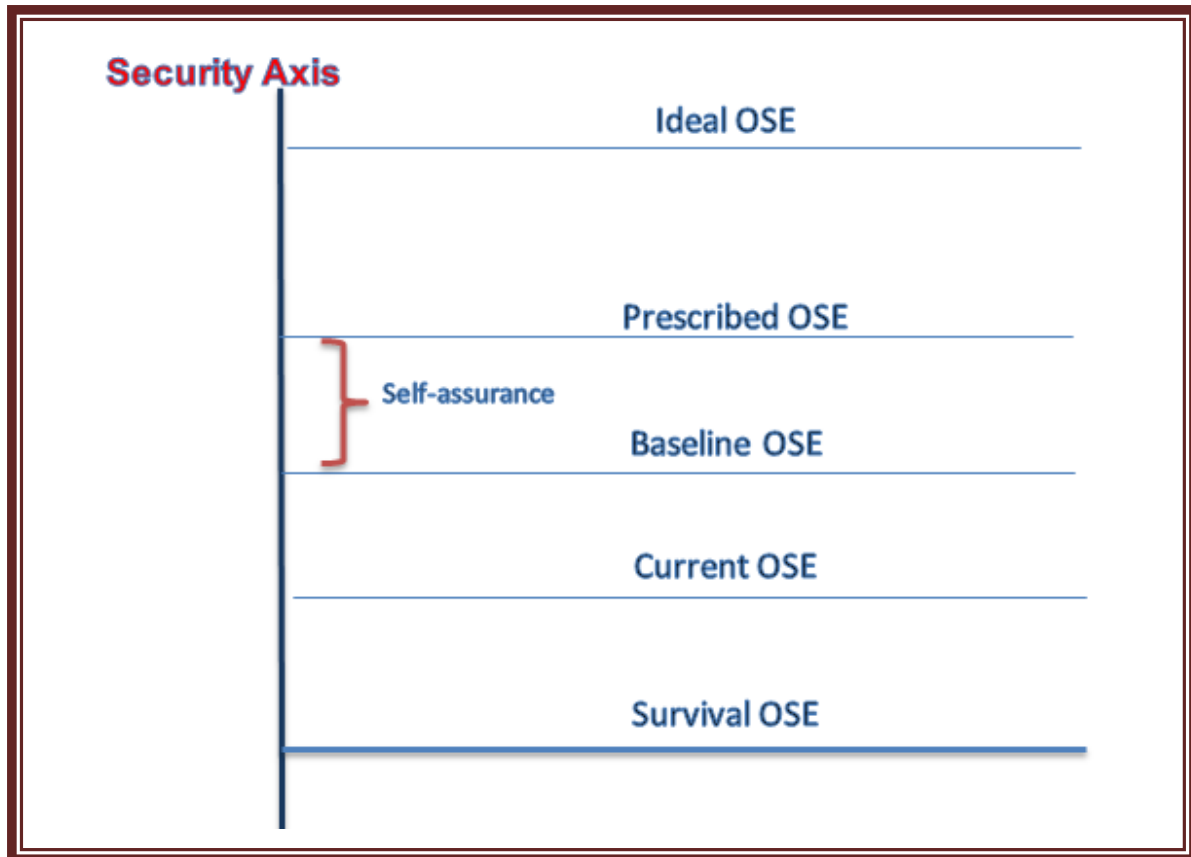 Security Axis
Ideal OSE
Prescribed OSE
Self-assurance
Baseline OSE
Current OSE
Survival OSE